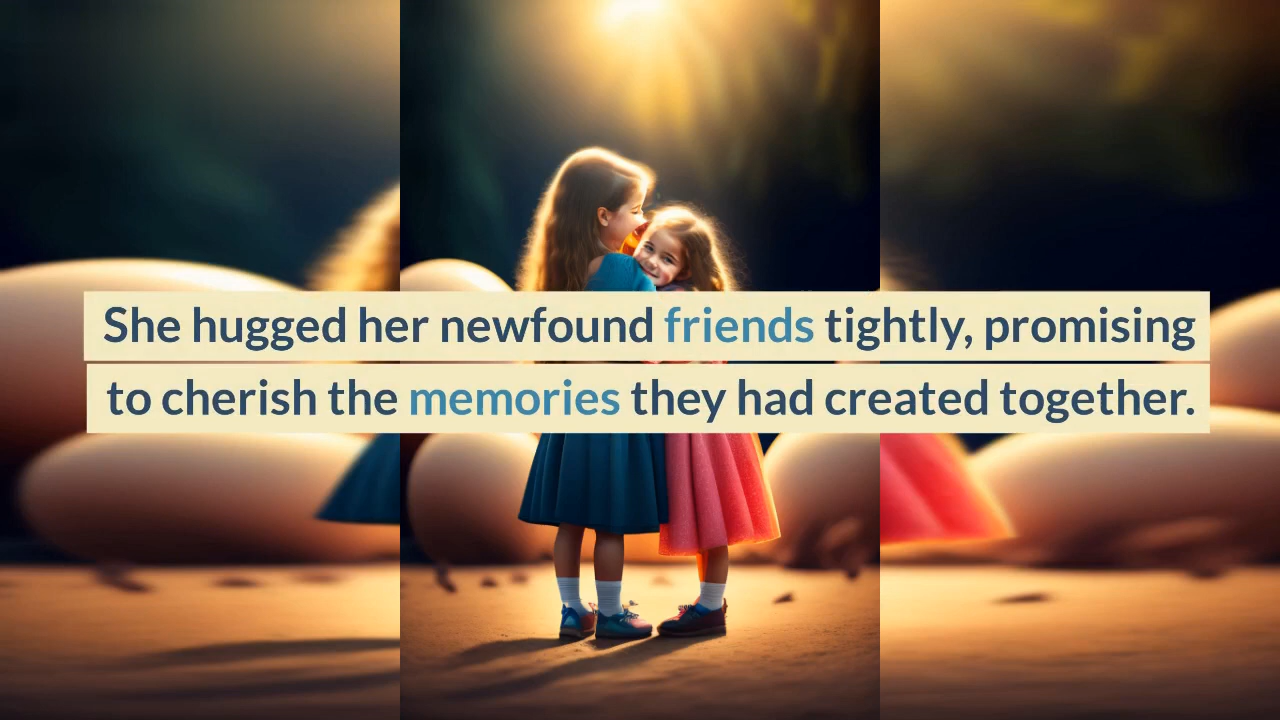 She hugged her newfound friends tightly, promising
to cherish the memories they had created together.